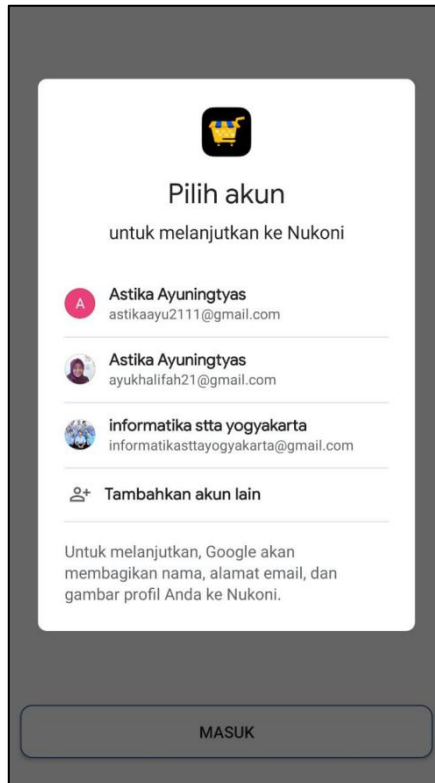 Pilih akun
untuk melanjutkan ke Nukoni
A
Astika Ayuningtyas
astikaayu2111@gmail.com
Astika Ayuningtyas
ayukhalifah21@gmail.com
informatika stta yogyakarta
informatikasttayogyakarta@gmail.com
Tambahkan akun lain
Untuk melanjutkan, Google akan
membagikan nama, alamat email, dan
gambar profil Anda ke Nukoni.
MASUK